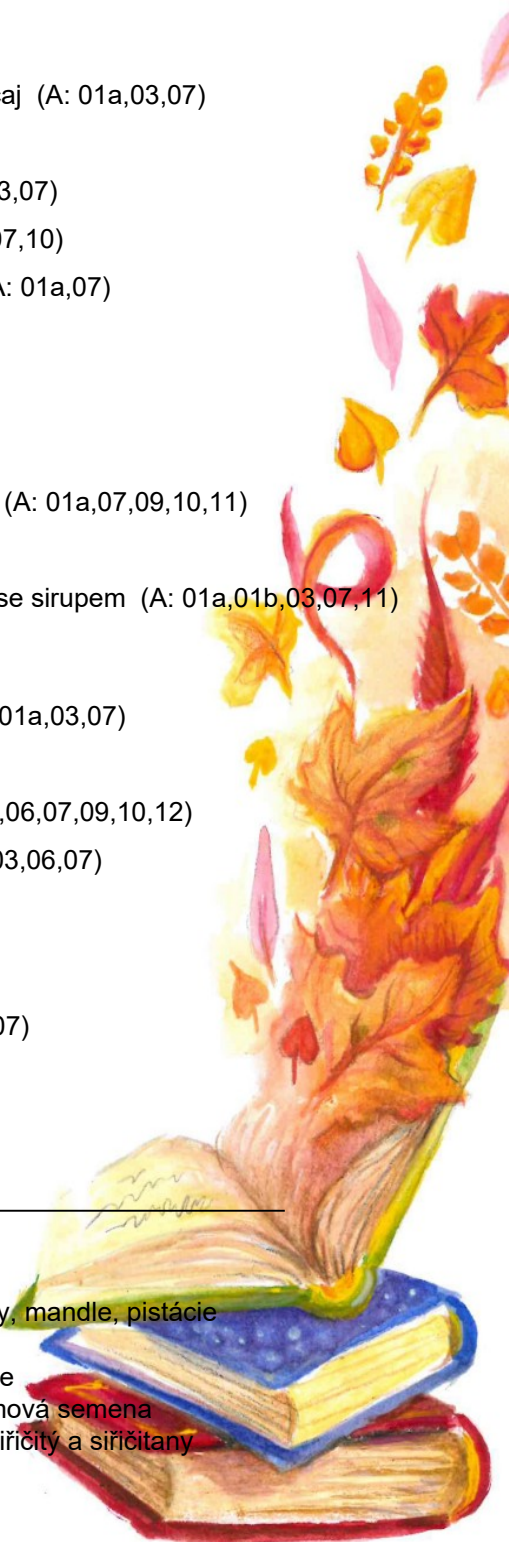 aj (A: 01a,03,07)
3,07)
07,10)
A: 01a,07)
(A: 01a,07,09,10,11)
se sirupem (A: 01a,01b,03,07,11)
01a,03,07)
,06,07,09,10,12)
03,06,07)
07)
y, mandle, pistácie
e
nová semena
iřičitý a siřičitany